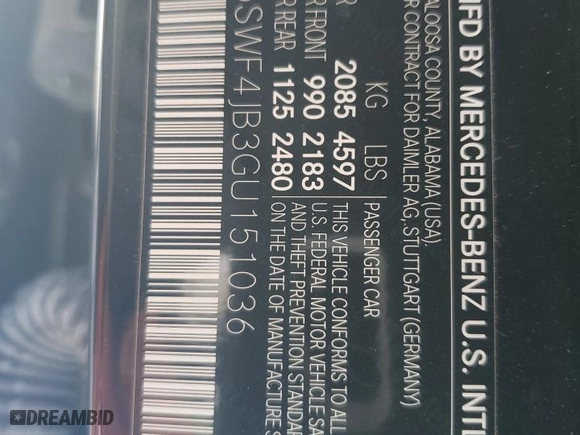 MFD BY MERCEDES-BENZ U.S. INTE
ALOOSA COUNTY, ALABAMA (USA),
R CONTRACT FOR DAIMLER AG, STUTTGART (GERMANY)
KG LBS PASSENGER CAR
R 2085 4597 THIS VEHICLE CONFORMS TO ALL
R FRONT 990 2183 U.S. FEDERAL MOTOR VEHICLE SA
R REAR 1125 2480 AND THEFT PREVENTION STANDAR
ON THE DATE OF MANUFACTURE S
SWF4JB3GU151036
DREAMBID